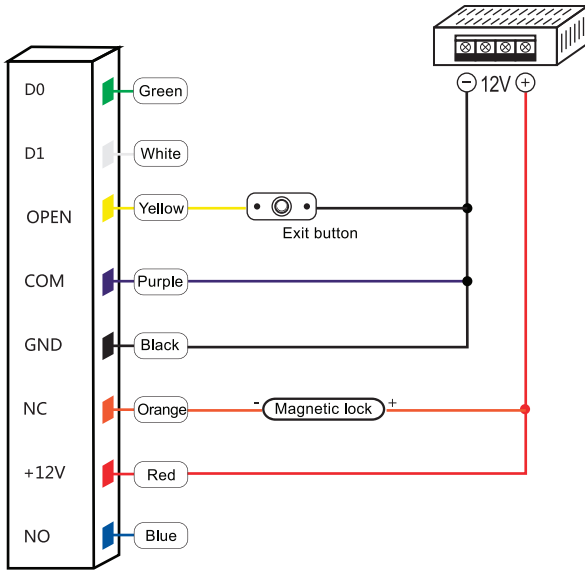 12V
D0
Green
D1
White
OPEN
Yellow
Exit button
COM
Purple
GND
Black
NC
Orange
-
Magnetic lock
+
+12V
Red
NO
Blue